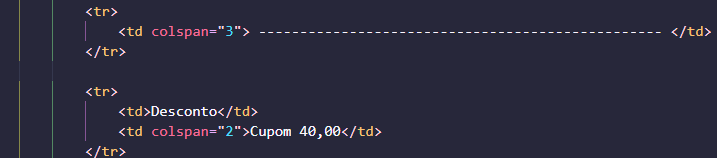 <tr>
<td colspan="3"> ------------------------------------------------- </td>
</tr>
<tr>
<td>Desconto</td>
<td colspan="2">Cupom 40,00</td>
</tr>